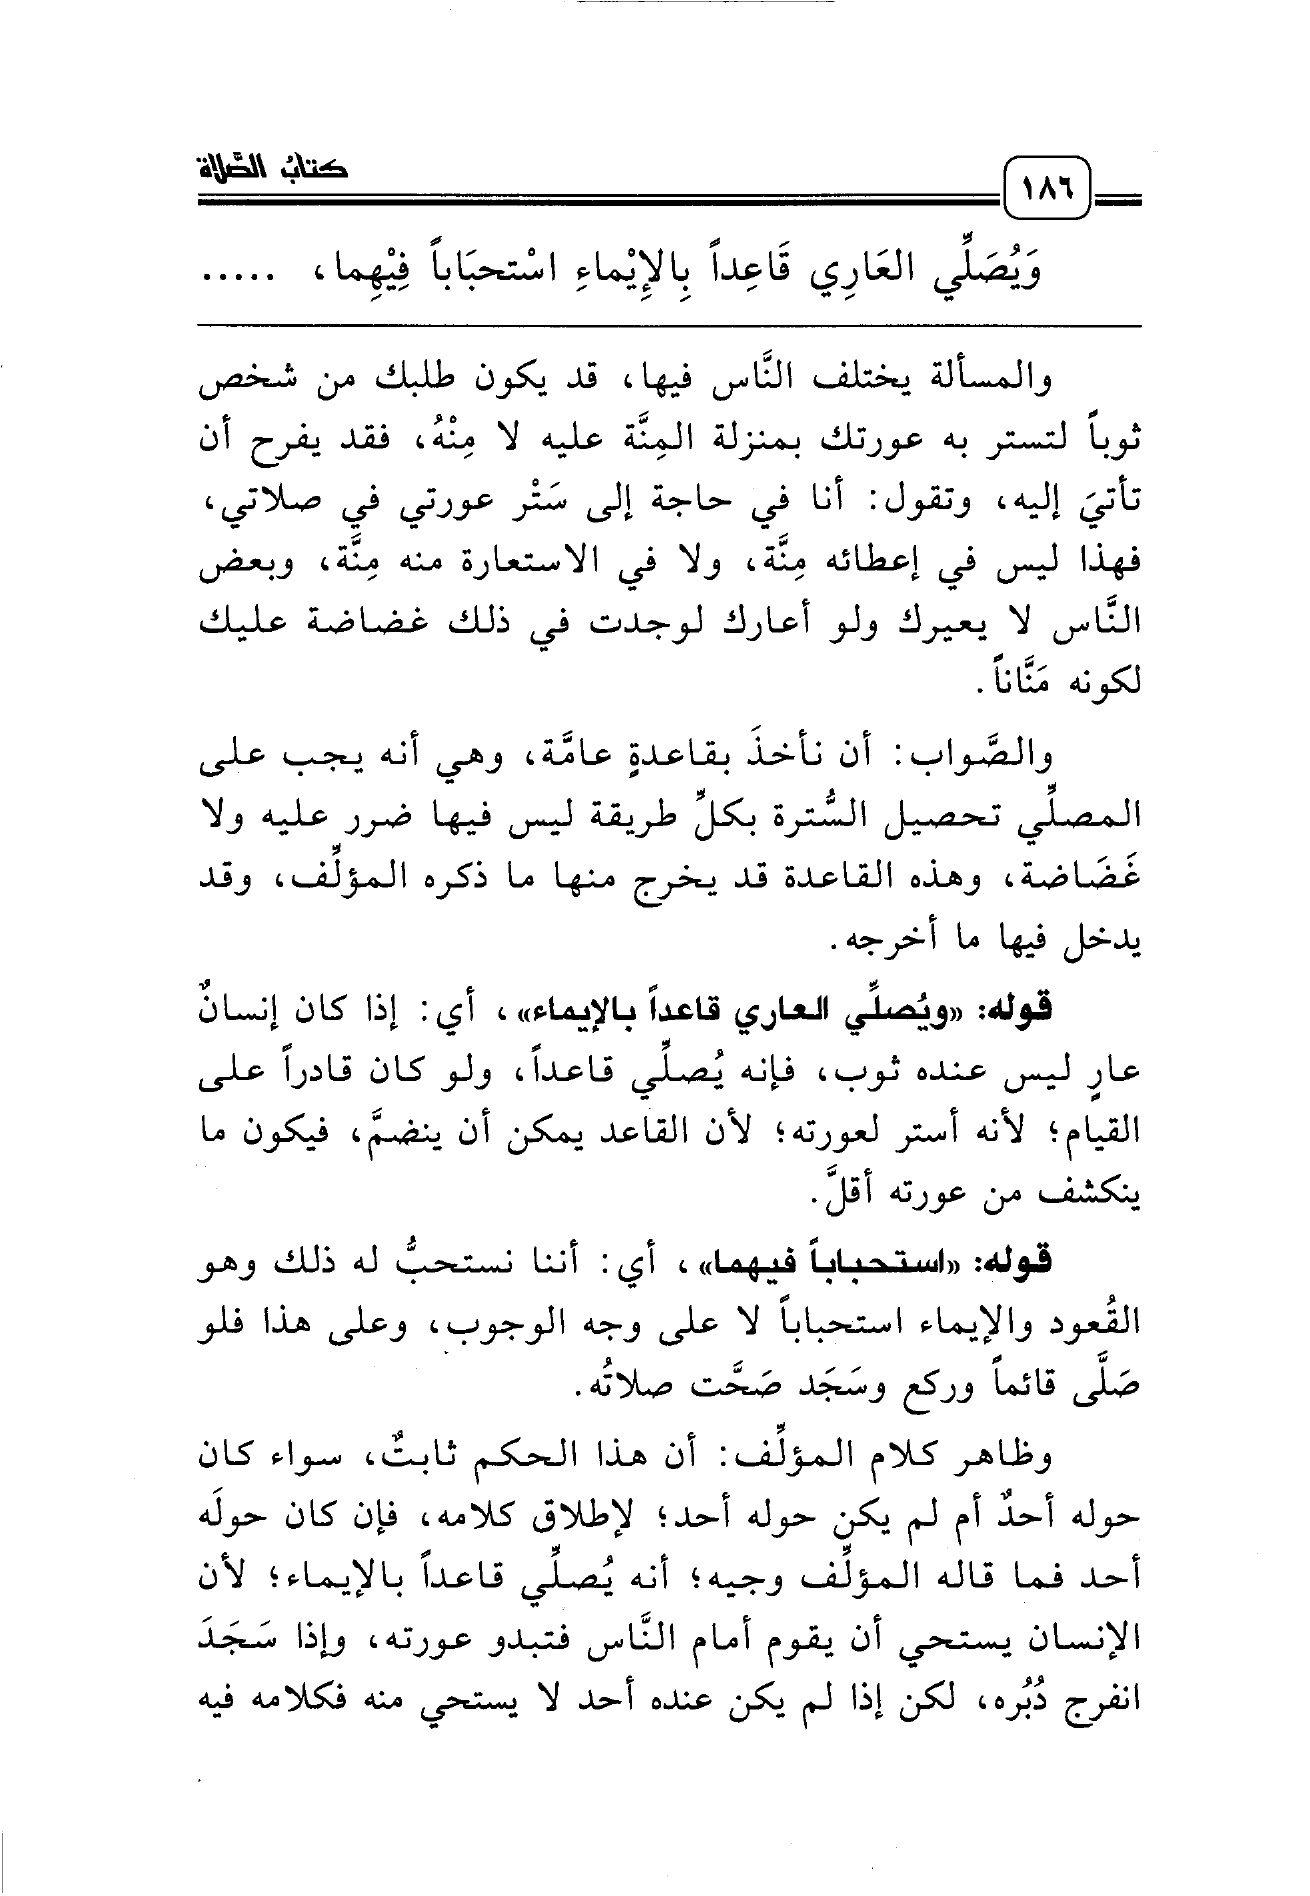 كتاب الصلاة
١٨٦
وَيُصَلِّي العَارِي قَاعِداً بِالإِيْماءِ اسْتحبَاباً فِيْهِما، .....
والمسألة يختلف النَّاس فيها، قد يكون طلبك من شخص
ثوباً لتستر به عورتك بمنزلة المِنَّة عليه لا مِنْهُ، فقد يفرح أن
تأتيَ إليه، وتقول: أنا في حاجة إلى سَتْر عورتي في صلاتي،
فهذا ليس في إعطائه مِنَّة، ولا في الاستعارة منه مِنَّة، وبعض
النَّاس لا يعيرك ولو أعارك لوجدت في ذلك غضاضة عليك
لكونه مَنَّاناً.
والصَّواب: أن نأخذَ بقاعدةٍ عامَّة، وهي أنه يجب على
المصلِّي تحصيل السُّترة بكلِّ طريقة ليس فيها ضرر عليه ولا
غَضَاضة، وهذه القاعدة قد يخرج منها ما ذكره المؤلِّف، وقد
يدخل فيها ما أخرجه.
قوله: «ويُصلِّي العاري قاعداً بالإيماء»، أي: إذا كان إنسانٌ
عارٍ ليس عنده ثوب، فإنه يُصلِّي قاعداً، ولو كان قادراً على
القيام؛ لأنه أستر لعورته؛ لأن القاعد يمكن أن ينضمَّ، فيكون ما
ينكشف من عورته أقلَّ.
قوله: «استحباباً فيهما»، أي: أننا نستحبُّ له ذلك وهو
القُعود والإيماء استحباباً لا على وجه الوجوب، وعلى هذا فلو
صَلَّى قائماً وركع وسَجَد صَحَّت صلاتُه.
وظاهر كلام المؤلِّف: أن هذا الحكم ثابتٌ، سواء كان
حوله أحدٌ أم لم يكن حوله أحد؛ لإطلاق كلامه، فإن كان حولَه
أحد فما قاله المؤلِّف وجيه؛ أنه يُصلِّي قاعداً بالإيماء؛ لأن
الإنسان يستحي أن يقوم أمام النَّاس فتبدو عورته، وإذا سَجَدَ
انفرج دُبُره، لكن إذا لم يكن عنده أحد لا يستحي منه فكلامه فيه